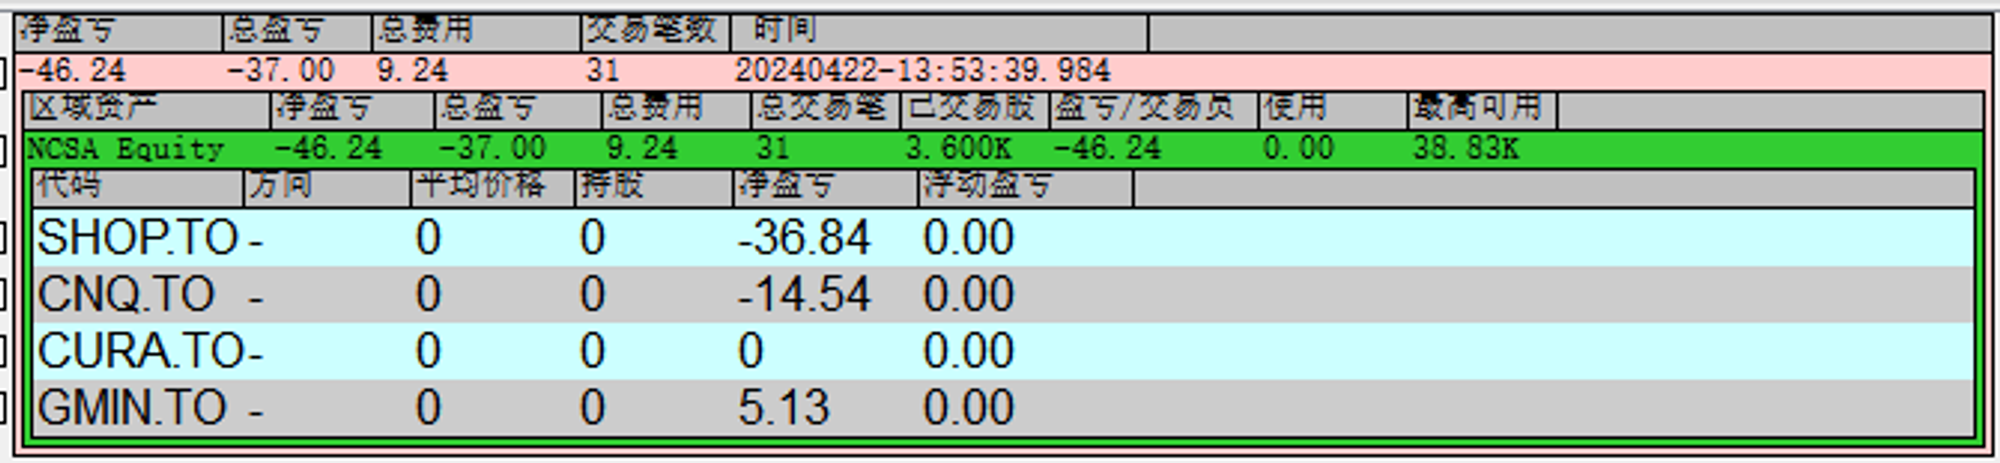 净盈亏 总盈亏 总费用 交易笔数 时间
-46.24 -37.00 9.24 31 20240422-13:53:39.984
区域资产 净盈亏 总盈亏 总费用 总交易笔 已交易股 盈亏/交易员 使用 最高可用
NCSA Equity -46.24 -37.00 9.24 31 3.600K -46.24 0.00 38.83K
代码 方向 平均价格 持股 净盈亏 浮动盈亏
SHOP.TO - 0 0 -36.84 0.00
CNQ.TO - 0 0 -14.54 0.00
CURA.TO - 0 0 0 0.00
GMIN.TO - 0 0 5.13 0.00